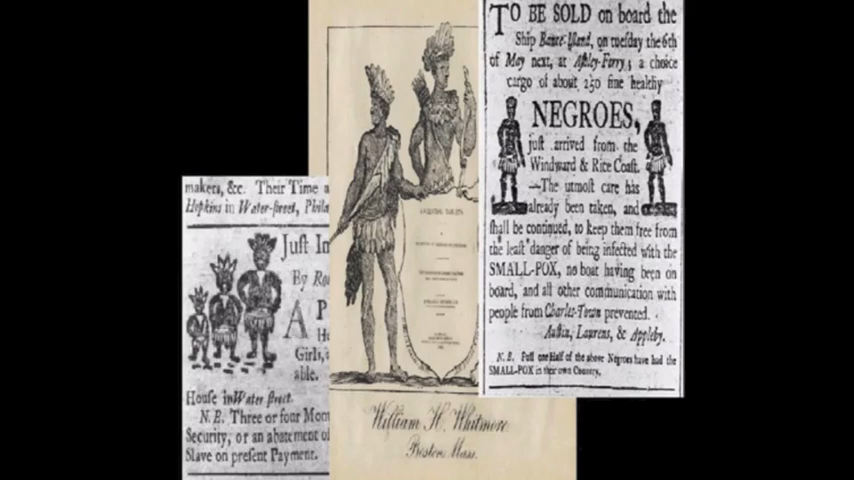 makers, &c. Their Time a
Hopkins in Water-street, Phila
Just Im
By Ro
A P
He
Girls,
able.
House in Water street.
N.B. Three or four Mon
Security, or an abatement of
Slave on present Payment.
William H. Whitmore
Boston Mass.
TO BE SOLD on board the
Ship Bance-Island, on tuesday the 6th
of May next, at Ashley-Ferry; a choice
cargo of about 250 fine healthy
NEGROES,
just arrived from the
Windward & Rice Coast.
—The utmost care has
already been taken, and
shall be continued, to keep them free from
the least danger of being infected with the
SMALL-POX, no boat having been on
board, and all other communication with
people from Charles-Town prevented.
Austin, Laurens, & Appleby.
N.B. Full one Half of the above Negroes have had the
SMALL-POX in their own Country.